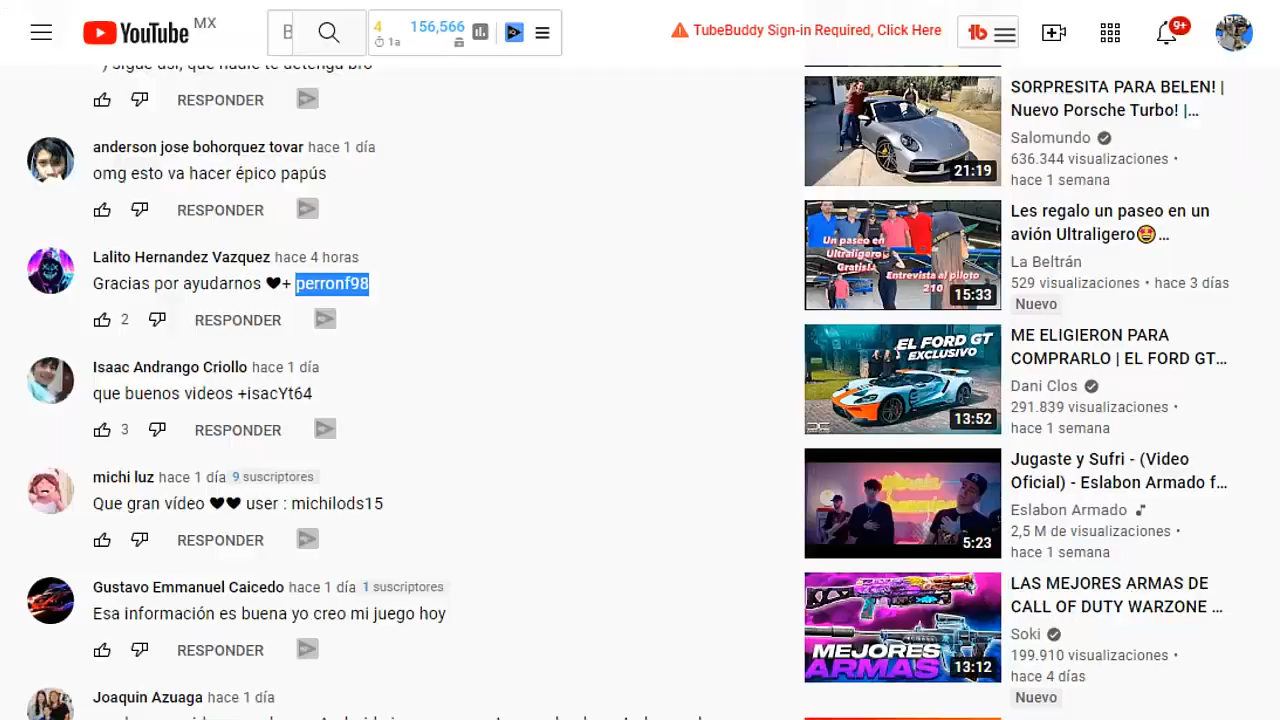 YouTube MX
4
1a
156,566
TubeBuddy Sign-in Required, Click Here
9+
) sigue así, que nadie te detenga bro
RESPONDER
anderson jose bohorquez tovar hace 1 día
omg esto va hacer épico papús
RESPONDER
Lalito Hernandez Vazquez hace 4 horas
Gracias por ayudarnos ❤+ perronf98
2 RESPONDER
Isaac Andrango Criollo hace 1 día
que buenos videos +isacYt64
3 RESPONDER
michi luz hace 1 día 9 suscriptores
Que gran vídeo ❤❤ user : michilods15
RESPONDER
Gustavo Emmanuel Caicedo hace 1 día 1 suscriptores
Esa información es buena yo creo mi juego hoy
RESPONDER
Joaquin Azuaga hace 1 día
21:19
SORPRESITA PARA BELEN! |
Nuevo Porsche Turbo! |...
Salomundo
636.344 visualizaciones •
hace 1 semana
Un paseo en
Ultraligero
Gratis!
Entrevista al piloto
210
15:33
Les regalo un paseo en un
avión Ultraligero😍...
La Beltrán
529 visualizaciones • hace 3 días
Nuevo
EL FORD GT
EXCLUSIVO
13:52
ME ELIGIERON PARA
COMPRARLO | EL FORD GT...
Dani Clos
291.839 visualizaciones •
hace 1 semana
5:23
Jugaste y Sufri - (Video
Oficial) - Eslabon Armado f...
Eslabon Armado
2,5 M de visualizaciones •
hace 1 semana
MEJORES
ARMAS
13:12
LAS MEJORES ARMAS DE
CALL OF DUTY WARZONE ...
Soki
199.910 visualizaciones •
hace 4 días
Nuevo